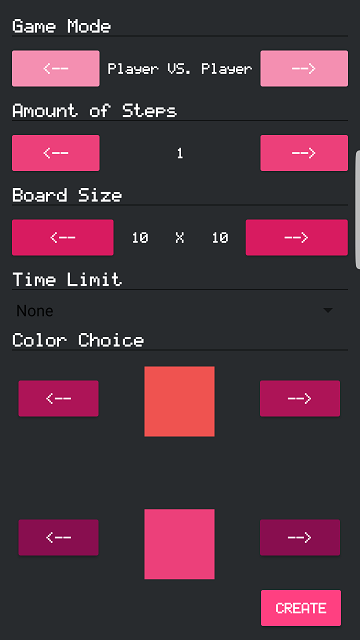 Game Mode
<-- Player VS. Player -->
Amount of Steps
<-- 1 -->
Board Size
<-- 10 X 10 -->
Time Limit
None
Color Choice
<-- -->
<-- -->
CREATE